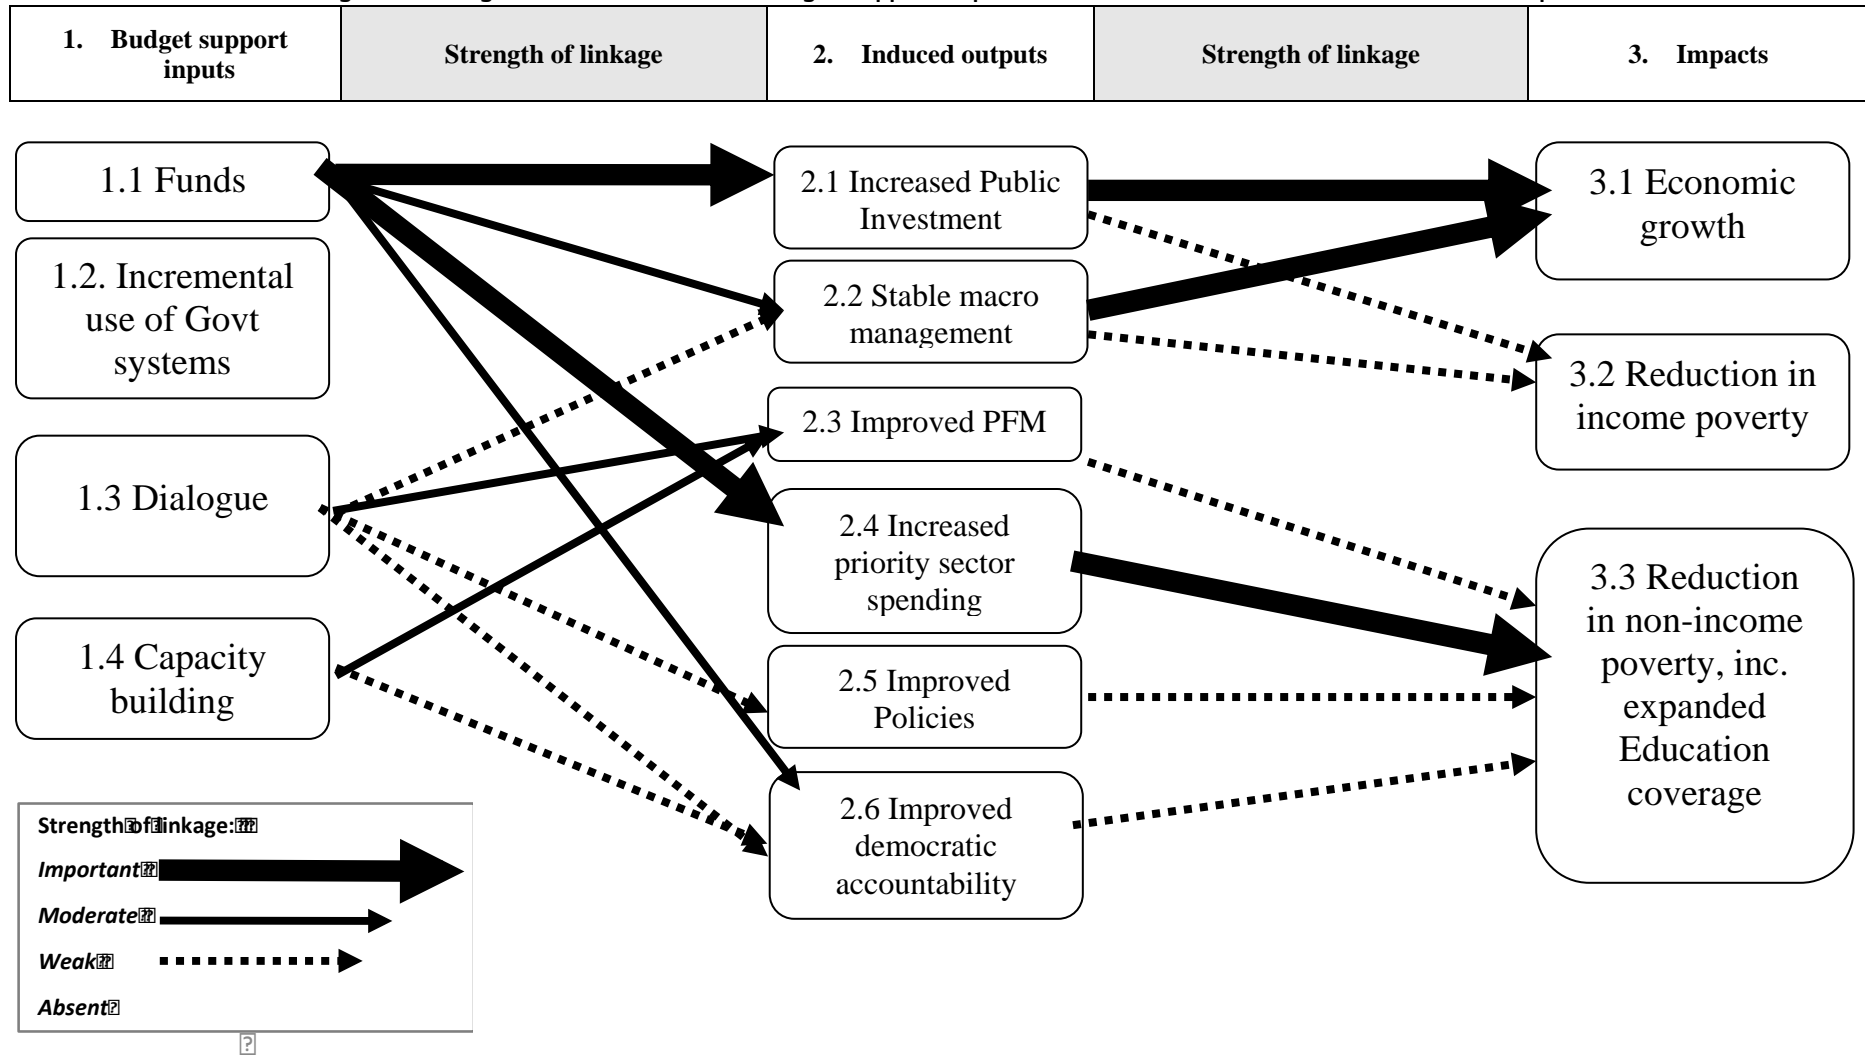 1. Budget support
inputs
Strength of linkage
2. Induced outputs
Strength of linkage
3. Impacts
1.1 Funds
1.2. Incremental
use of Govt
systems
1.3 Dialogue
1.4 Capacity
building
2.1 Increased Public
Investment
2.2 Stable macro
management
2.3 Improved PFM
2.4 Increased
priority sector
spending
2.5 Improved
Policies
2.6 Improved
democratic
accountability
3.1 Economic
growth
3.2 Reduction in
income poverty
3.3 Reduction
in non-income
poverty, inc.
expanded
Education
coverage
Strength of linkage:
Important
Moderate
Weak
Absent